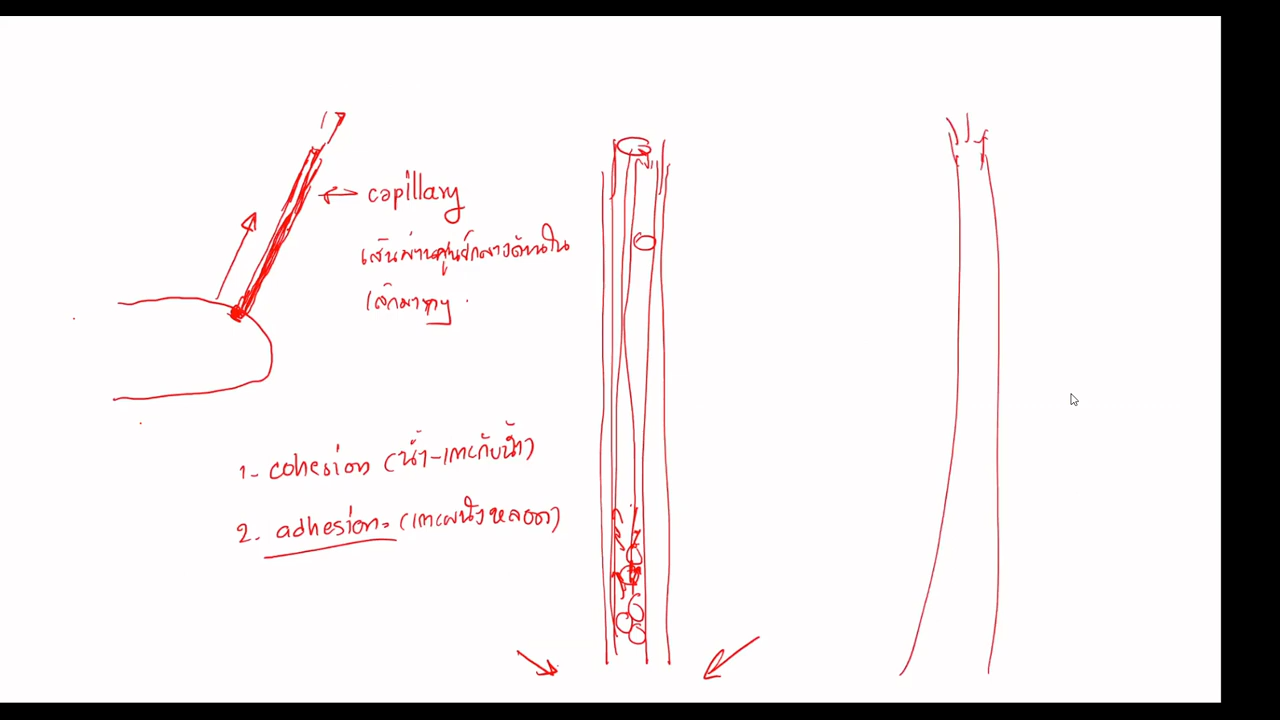 capillary
เส้นผ่านศูนย์กลางด้านใน
เล็กมากๆ
1. cohesion (น้ำ-เกาะกับน้ำ)
2. adhesion. (เกาะผนังหลอด)